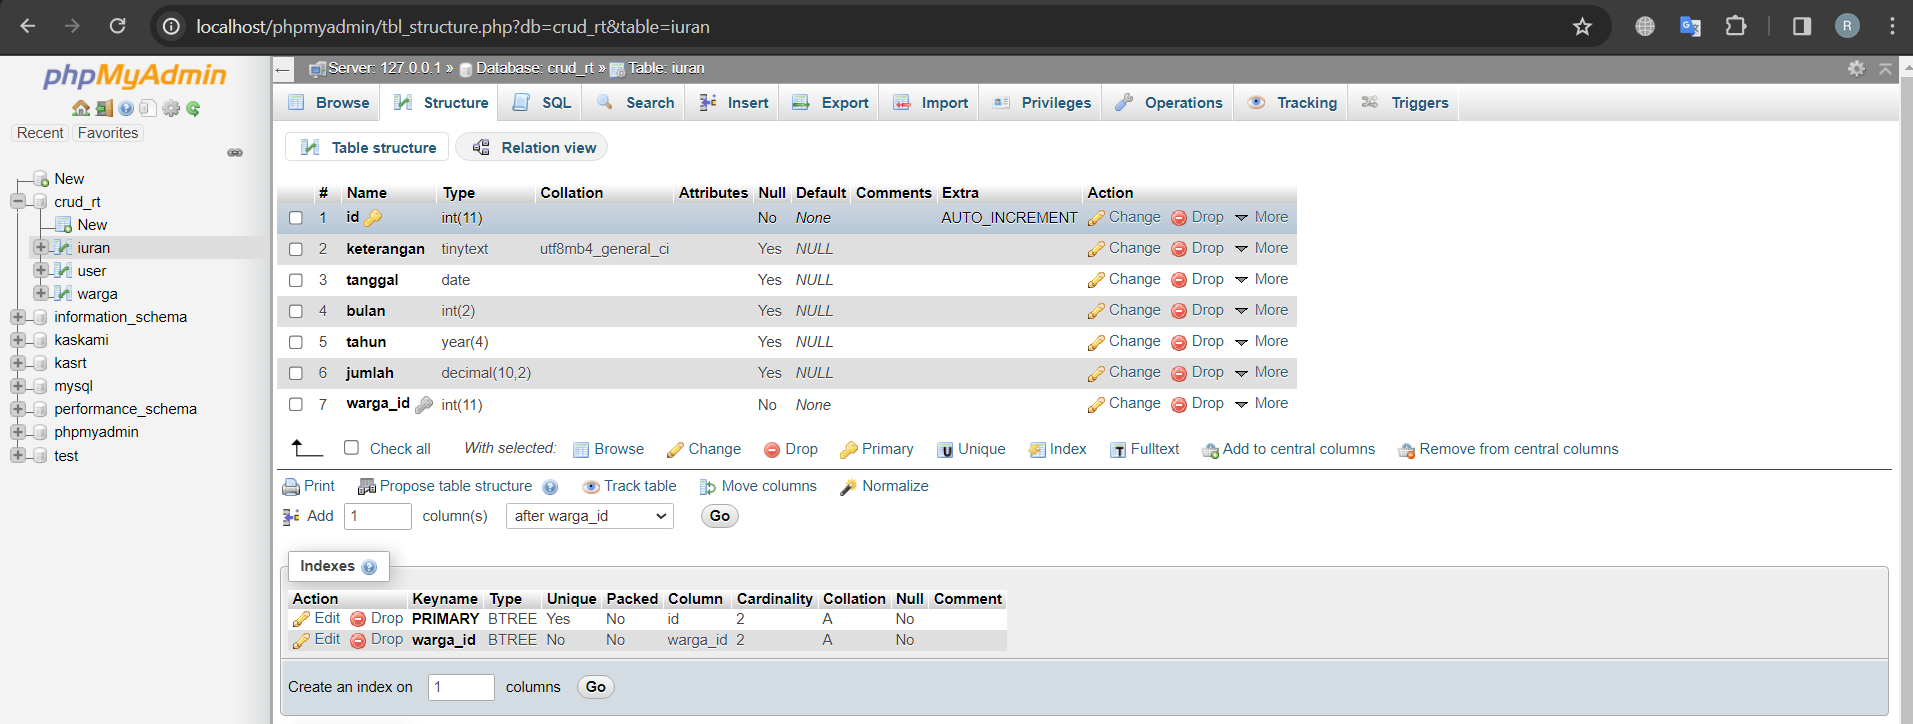 localhost/phpmyadmin/tbl_structure.php?db=crud_rt&table=iuran
R
phpMyAdmin
Recent Favorites
New
crud_rt
New
iuran
user
warga
information_schema
kaskami
kasrt
mysql
performance_schema
phpmyadmin
test
Server: 127.0.0.1 » Database: crud_rt » Table: iuran
Browse Structure SQL Search Insert Export Import Privileges Operations Tracking Triggers
Table structure Relation view
# Name Type Collation Attributes Null Default Comments Extra Action
1 id int(11) No None AUTO_INCREMENT Change Drop More
2 keterangan tinytext utf8mb4_general_ci Yes NULL Change Drop More
3 tanggal date Yes NULL Change Drop More
4 bulan int(2) Yes NULL Change Drop More
5 tahun year(4) Yes NULL Change Drop More
6 jumlah decimal(10,2) Yes NULL Change Drop More
7 warga_id int(11) No None Change Drop More
Check all With selected: Browse Change Drop Primary U Unique Index T Fulltext Add to central columns Remove from central columns
Print Propose table structure Track table Move columns Normalize
Add 1 column(s) after warga_id Go
Indexes
Action Keyname Type Unique Packed Column Cardinality Collation Null Comment
Edit Drop PRIMARY BTREE Yes No id 2 A No
Edit Drop warga_id BTREE No No warga_id 2 A No
Create an index on 1 columns Go